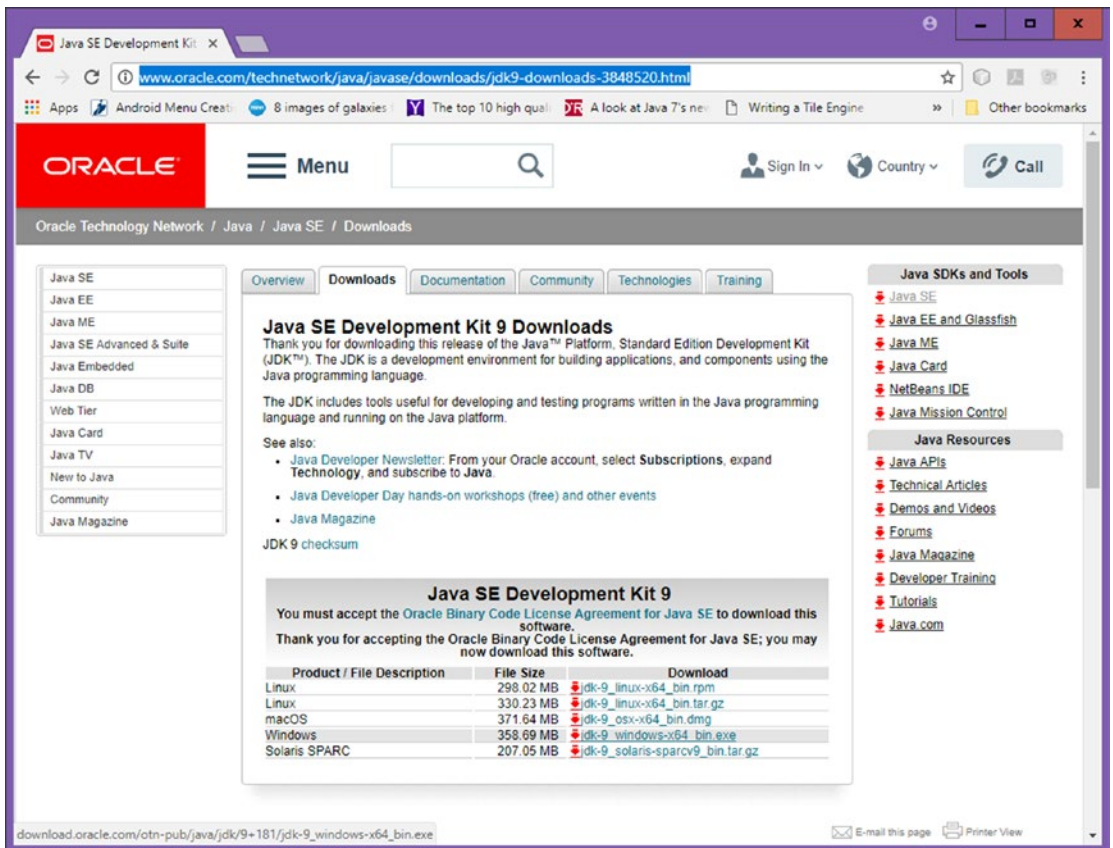 Java SE Development Kit
www.oracle.com/technetwork/java/javase/downloads/jdk9-downloads-3848520.html
Apps Android Menu Creati 8 images of galaxies The top 10 high quali A look at Java 7's ne Writing a Tile Engine » Other bookmarks
ORACLE Menu Sign In Country Call
Oracle Technology Network / Java / Java SE / Downloads
Java SE
Java EE
Java ME
Java SE Advanced & Suite
Java Embedded
Java DB
Web Tier
Java Card
Java TV
New to Java
Community
Java Magazine
Overview Downloads Documentation Community Technologies Training
Java SE Development Kit 9 Downloads
Thank you for downloading this release of the Java™ Platform, Standard Edition Development Kit
(JDK™). The JDK is a development environment for building applications, and components using the
Java programming language.
The JDK includes tools useful for developing and testing programs written in the Java programming
language and running on the Java platform.
See also:
• Java Developer Newsletter: From your Oracle account, select Subscriptions, expand
Technology, and subscribe to Java.
• Java Developer Day hands-on workshops (free) and other events
• Java Magazine
JDK 9 checksum
Java SE Development Kit 9
You must accept the Oracle Binary Code License Agreement for Java SE to download this
software.
Thank you for accepting the Oracle Binary Code License Agreement for Java SE; you may
now download this software.
Product / File Description File Size Download
Linux 298.02 MB jdk-9_linux-x64_bin.rpm
Linux 330.23 MB jdk-9_linux-x64_bin.tar.gz
macOS 371.64 MB jdk-9_osx-x64_bin.dmg
Windows 358.69 MB jdk-9_windows-x64_bin.exe
Solaris SPARC 207.05 MB jdk-9_solaris-sparcv9_bin.tar.gz
Java SDKs and Tools
Java SE
Java EE and Glassfish
Java ME
Java Card
NetBeans IDE
Java Mission Control
Java Resources
Java APIs
Technical Articles
Demos and Videos
Forums
Java Magazine
Developer Training
Tutorials
Java.com
download.oracle.com/otn-pub/java/jdk/9+181/jdk-9_windows-x64_bin.exe
E-mail this page Printer View